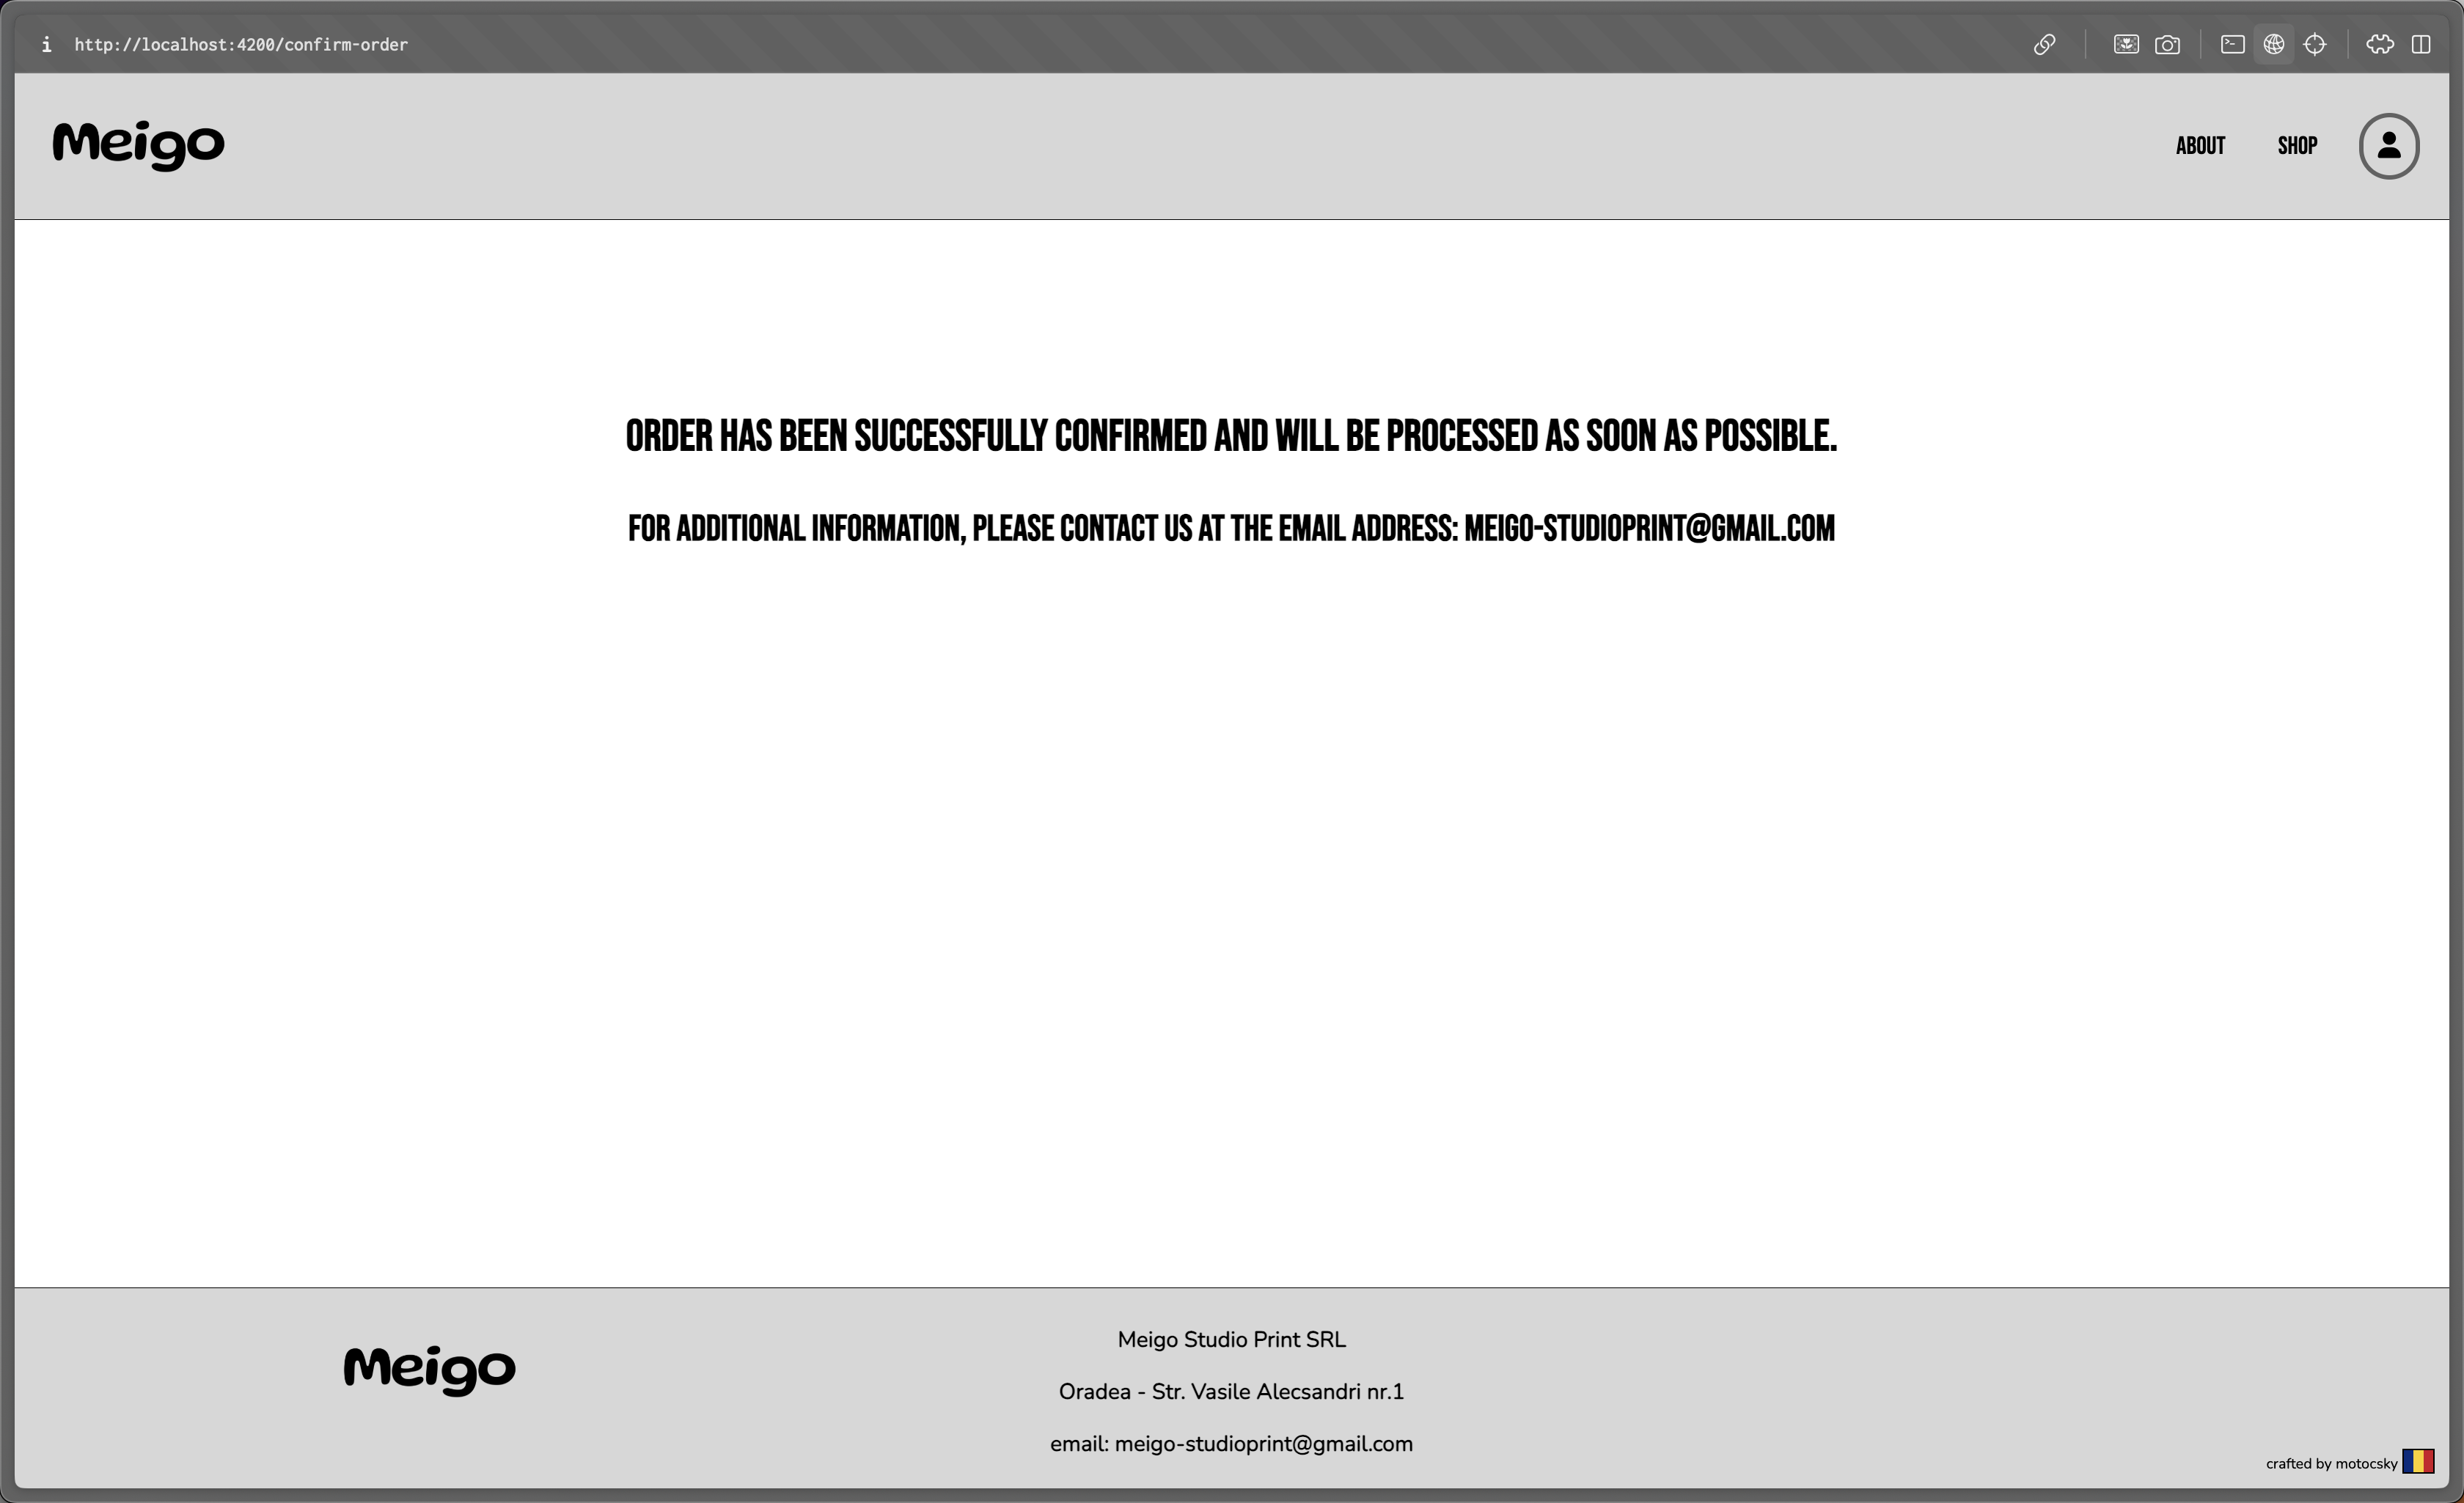 http://localhost:4200/confirm-order
Meigo
ABOUT
SHOP
ORDER HAS BEEN SUCCESSFULLY CONFIRMED AND WILL BE PROCESSED AS SOON AS POSSIBLE.
FOR ADDITIONAL INFORMATION, PLEASE CONTACT US AT THE EMAIL ADDRESS: MEIGO-STUDIOPRINT@GMAIL.COM
Meigo
Meigo Studio Print SRL
Oradea - Str. Vasile Alecsandri nr.1
email: meigo-studioprint@gmail.com
crafted by motocsky